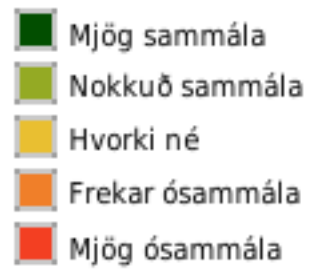 Mjög sammála
Nokkuð sammála
Hvorki né
Frekar ósammála
Mjög ósammála